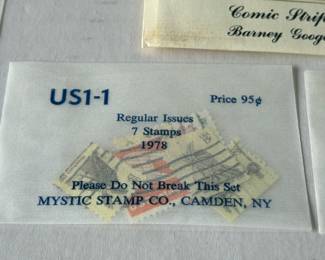 Comic Strip
Barney Goog
US1-1
Price 95¢
Regular Issues
7 Stamps
1978
Please Do Not Break This Set
MYSTIC STAMP CO., CAMDEN, NY